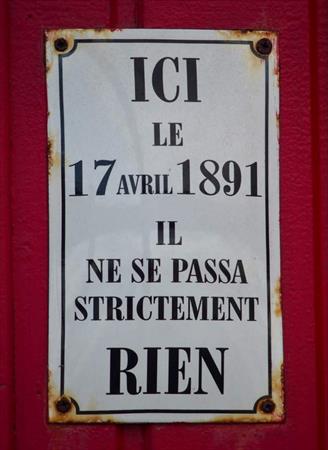 ICI
LE
17 AVRIL 1891
IL
NE SE PASSA
STRICTEMENT
RIEN